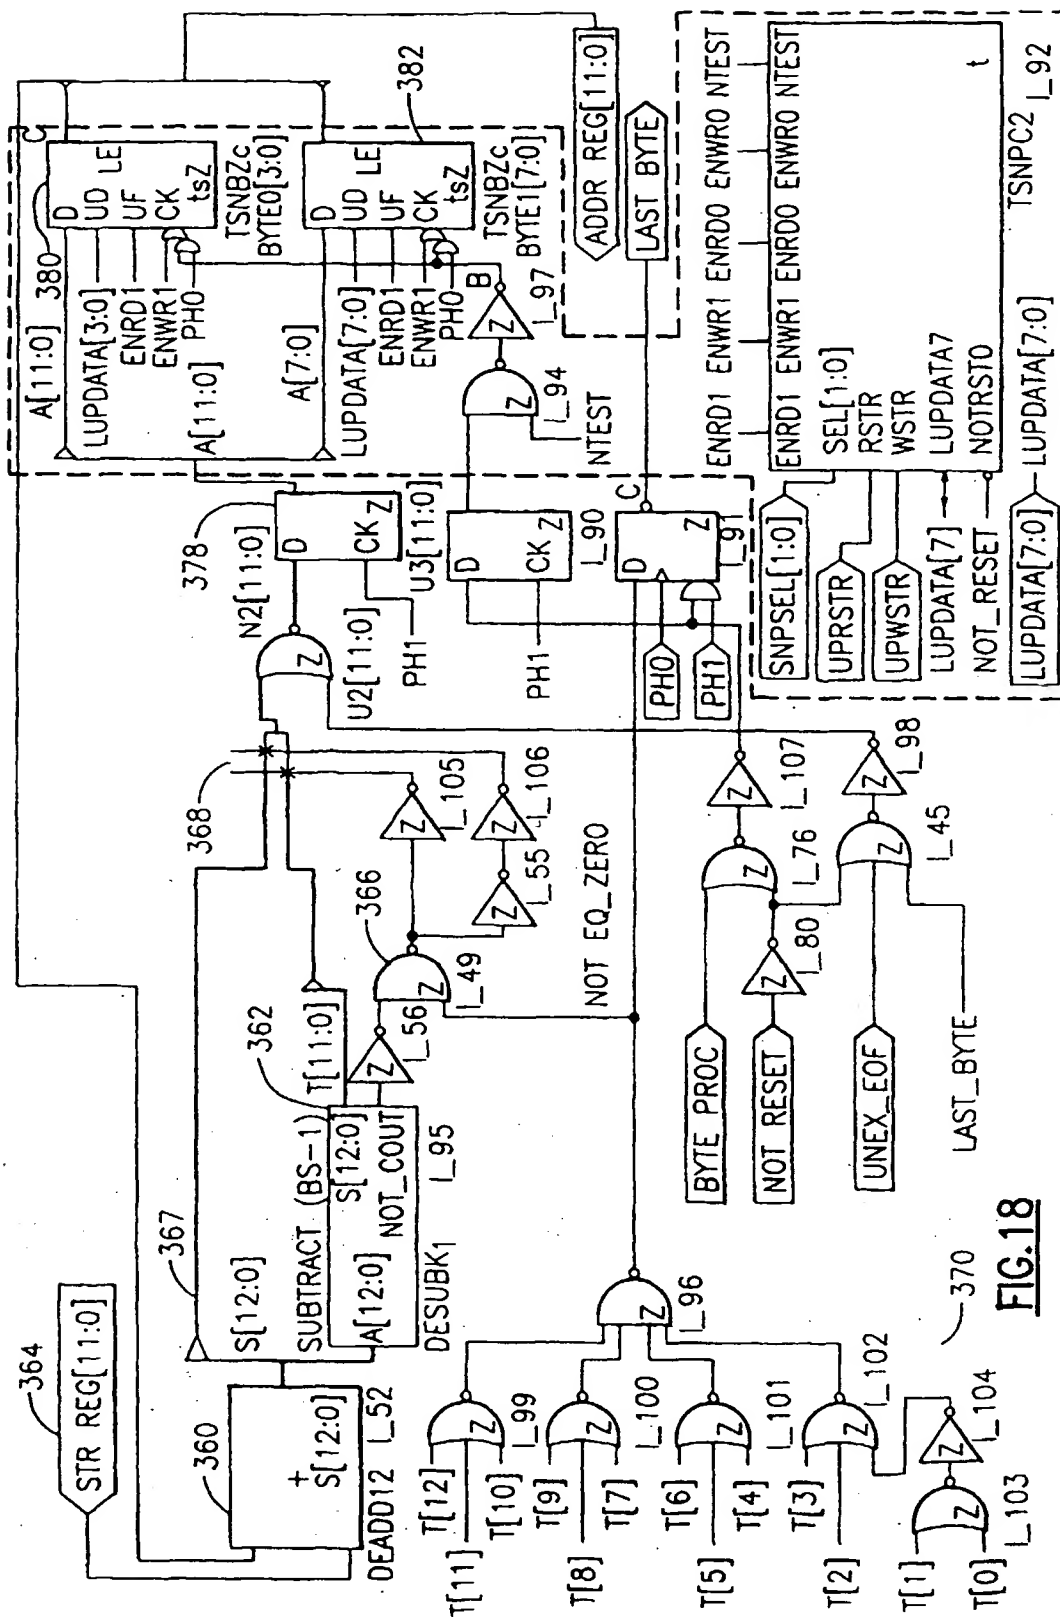 364
STR REG[11:0]
360
+
S[12:0]
DEADD12
I_52
367
S[12:0]
SUBTRACT (BS-1)
362
T[11:0]
A[12:0]
S[12:0]
NOT_COUT
DESUBK1
I_95
Z
I_56
366
Z
I_49
368
Z
I_105
Z
I_55
Z
I_106
N2[11:0]
Z
U2[11:0]
378
D
CK
Z
U3[11:0]
PH1
A[11:0]
380
D
UD
UF
CK
LE
tsZ
C
LUPDATA[3:0]
ENRD1
ENWR1
PH0
TSNBZc
BYTE0[3:0]
A[11:0]
A[7:0]
382
D
UD
UF
CK
LE
tsZ
LUPDATA[7:0]
ENRD1
ENWR1
PH0
TSNBZc
BYTE1[7:0]
B
Z
I_97
Z
I_94
NTEST
D
CK
Z
I_90
PH1
ADDR REG[11:0]
LAST BYTE
NOT EQ_ZERO
D
C
Z
I_91
PH0
PH1
T[12]
T[11]
T[10]
Z
I_99
T[9]
T[8]
T[7]
Z
I_100
T[6]
T[5]
T[4]
Z
I_101
T[3]
T[2]
Z
I_102
T[1]
T[0]
Z
I_103
Z
I_104
Z
I_96
370
BYTE PROC
NOT RESET
UNEX_EOF
LAST_BYTE
Z
I_80
Z
I_76
Z
I_107
Z
I_45
Z
I_98
ENRD1 ENWR1 ENRD0 ENWR0 NTEST
ENRD1 ENWR1 ENRD0 ENWR0 NTEST
SNPSEL[1:0]
SEL[1:0]
UPRSTR
RSTR
UPWSTR
WSTR
LUPDATA[7]
LUPDATA7
NOT_RESET
NOTRST0
t
TSNPC2
I_92
LUPDATA[7:0]
LUPDATA[7:0]
FIG.18